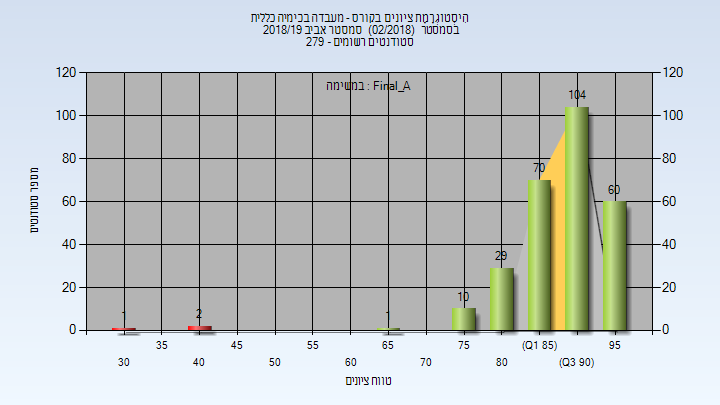 היסטוגרמת ציונים בקורס - מעבדה בכימיה כללית
בסמסטר (02/2018) סמסטר אביב 2018/19
סטודנטים רשומים - 279
במשימה : Final_A
מספר סטודנטים
120 120
100 100
80 80
60 60
40 40
20 20
0 0
1 2 1 10 29 70 104 60
35 45 55 65 75 (Q1 85) 95
30 40 50 60 70 80 (Q3 90)
טווח ציונים